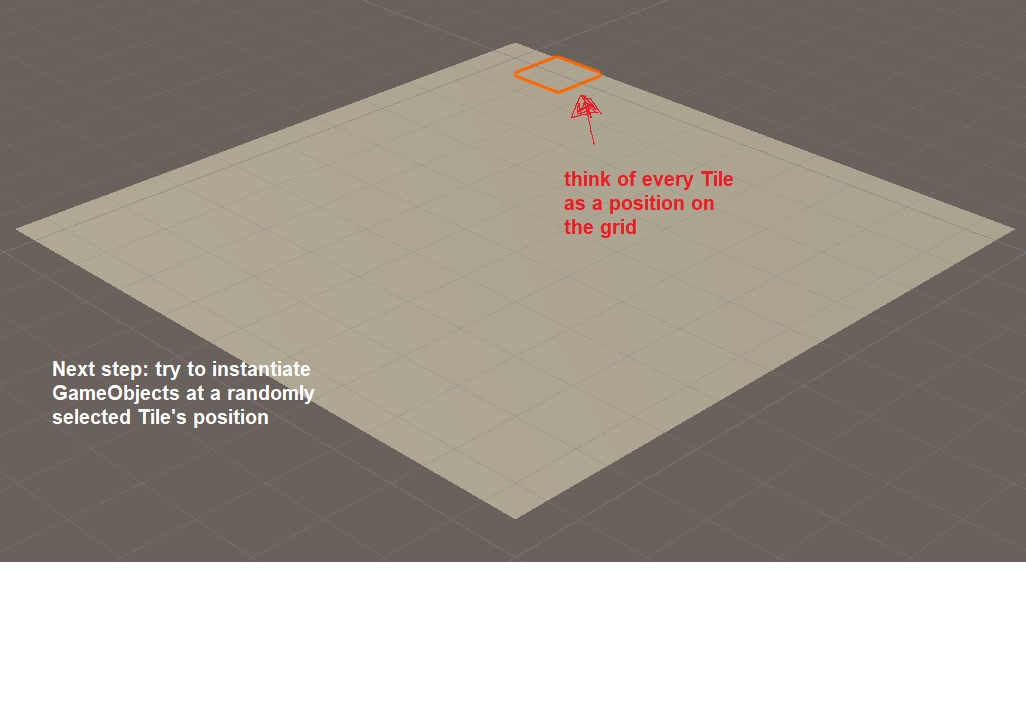 think of every Tile
as a position on
the grid
Next step: try to instantiate
GameObjects at a randomly
selected Tile's position